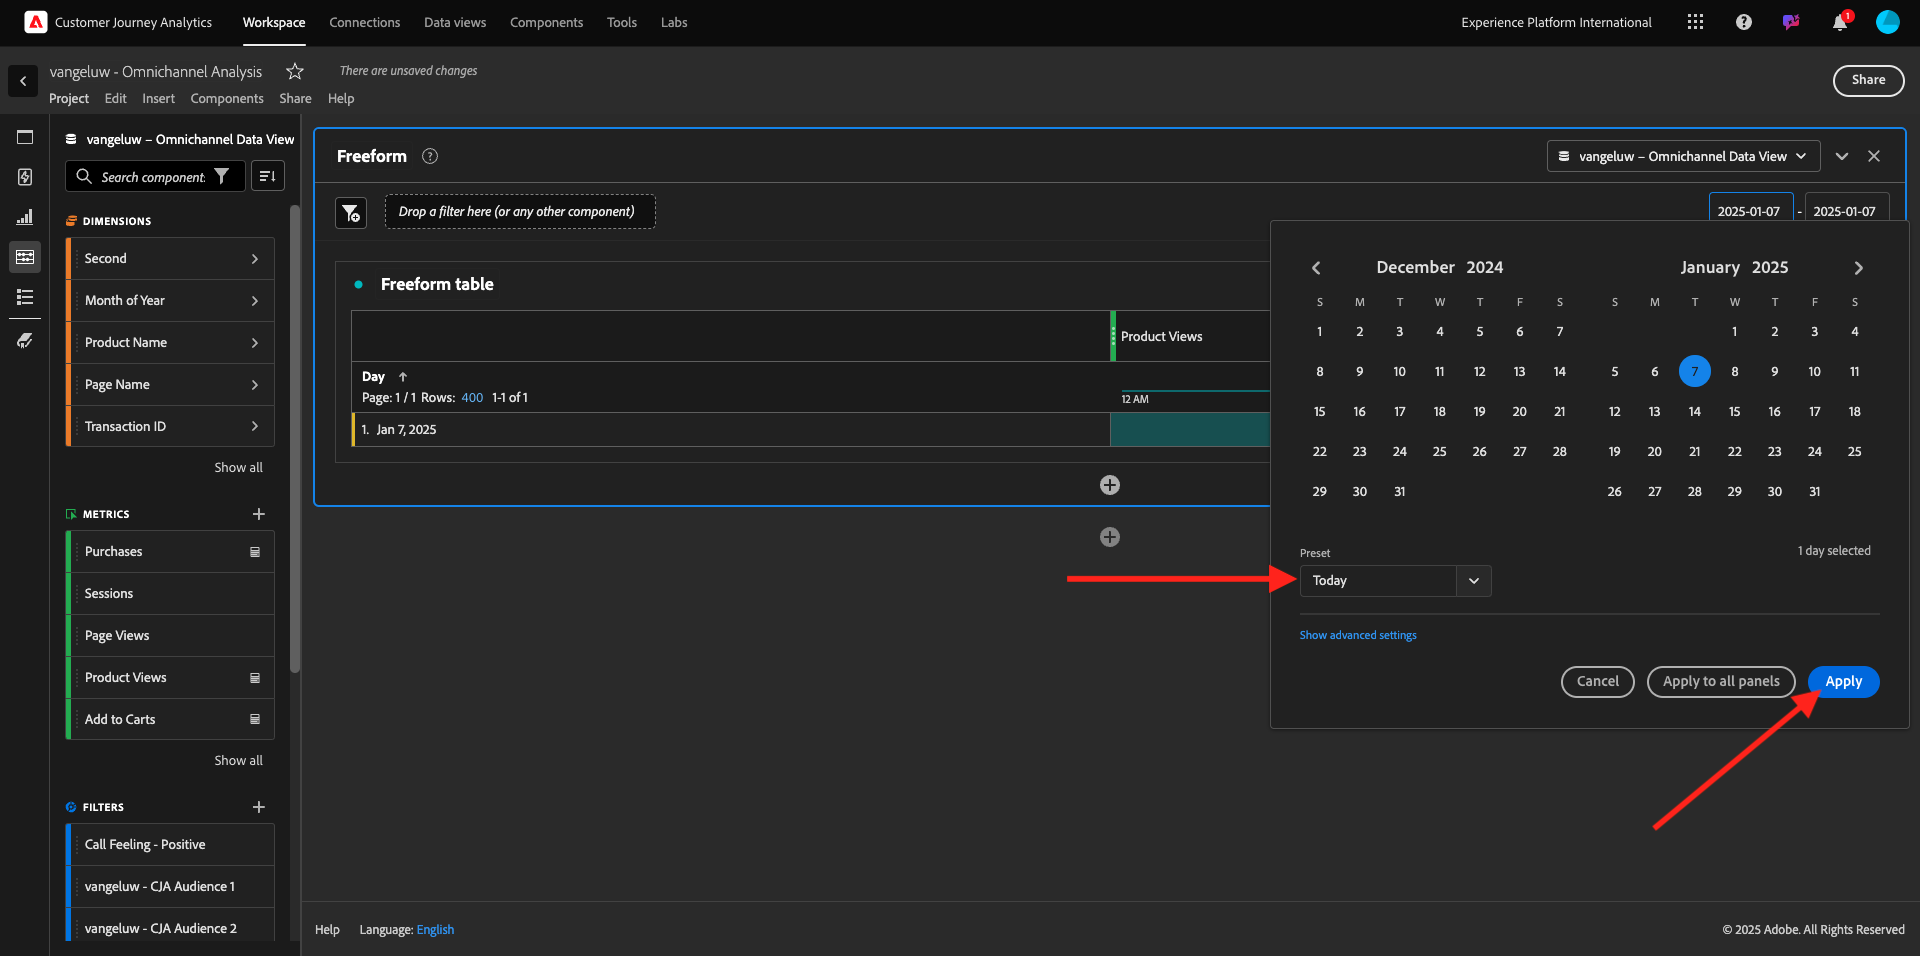 Customer Journey Analytics Workspace Connections Data views Components Tools Labs Experience Platform International 1
vangeluw - Omnichannel Analysis There are unsaved changes
Project Edit Insert Components Share Help
Share
vangeluw – Omnichannel Data View
Search component
DIMENSIONS
Second
Month of Year
Product Name
Page Name
Transaction ID
Show all
METRICS
Purchases
Sessions
Page Views
Product Views
Add to Carts
Show all
FILTERS
Call Feeling - Positive
vangeluw - CJA Audience 1
vangeluw - CJA Audience 2
Freeform
vangeluw – Omnichannel Data View
Drop a filter here (or any other component)
2025-01-07 - 2025-01-07
Freeform table
Product Views
Day
Page: 1 / 1 Rows: 400 1-1 of 1
12 AM
1. Jan 7, 2025
December 2024
S M T W T F S
1 2 3 4 5 6 7
8 9 10 11 12 13 14
15 16 17 18 19 20 21
22 23 24 25 26 27 28
29 30 31
January 2025
S M T W T F S
1 2 3 4
5 6 7 8 9 10 11
12 13 14 15 16 17 18
19 20 21 22 23 24 25
26 27 28 29 30 31
Preset
1 day selected
Today
Show advanced settings
Cancel Apply to all panels Apply
Help Language: English
© 2025 Adobe. All Rights Reserved